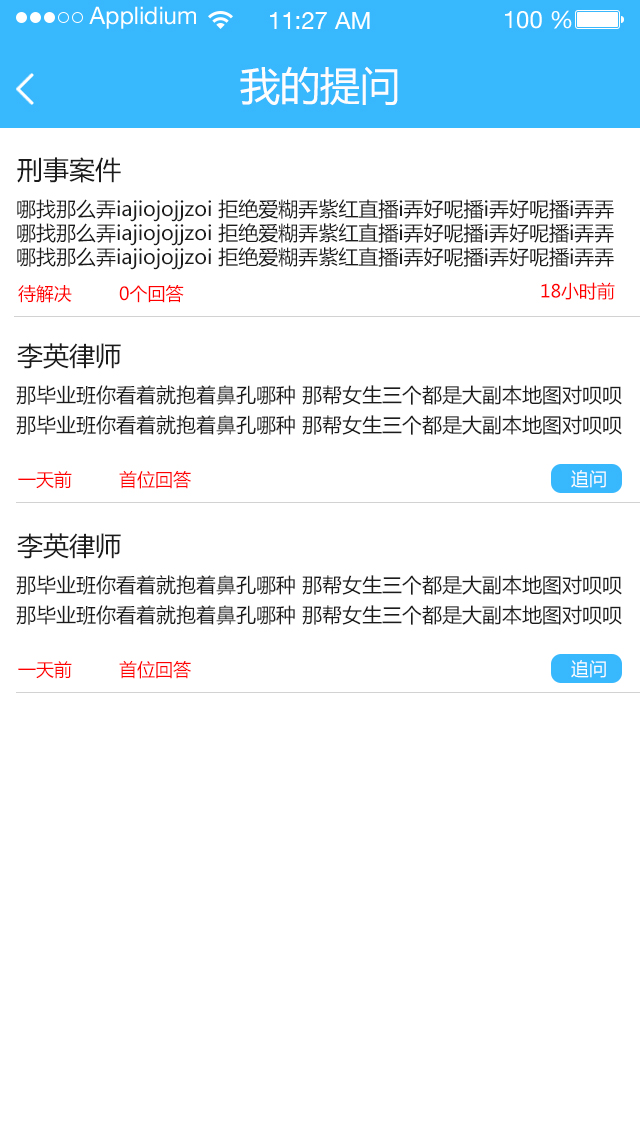 Applidium 11:27 AM 100 %
我的提问
刑事案件
哪找那么弄iajiojojjzoi 拒绝爱糊弄紫红直播i弄好呢播i弄好呢播i弄弄
哪找那么弄iajiojojjzoi 拒绝爱糊弄紫红直播i弄好呢播i弄好呢播i弄弄
哪找那么弄iajiojojjzoi 拒绝爱糊弄紫红直播i弄好呢播i弄好呢播i弄弄
待解决 0个回答 18小时前
李英律师
那毕业班你看着就抱着鼻孔哪种 那帮女生三个都是大副本地图对呗呗
那毕业班你看着就抱着鼻孔哪种 那帮女生三个都是大副本地图对呗呗
一天前 首位回答 追问
李英律师
那毕业班你看着就抱着鼻孔哪种 那帮女生三个都是大副本地图对呗呗
那毕业班你看着就抱着鼻孔哪种 那帮女生三个都是大副本地图对呗呗
一天前 首位回答 追问